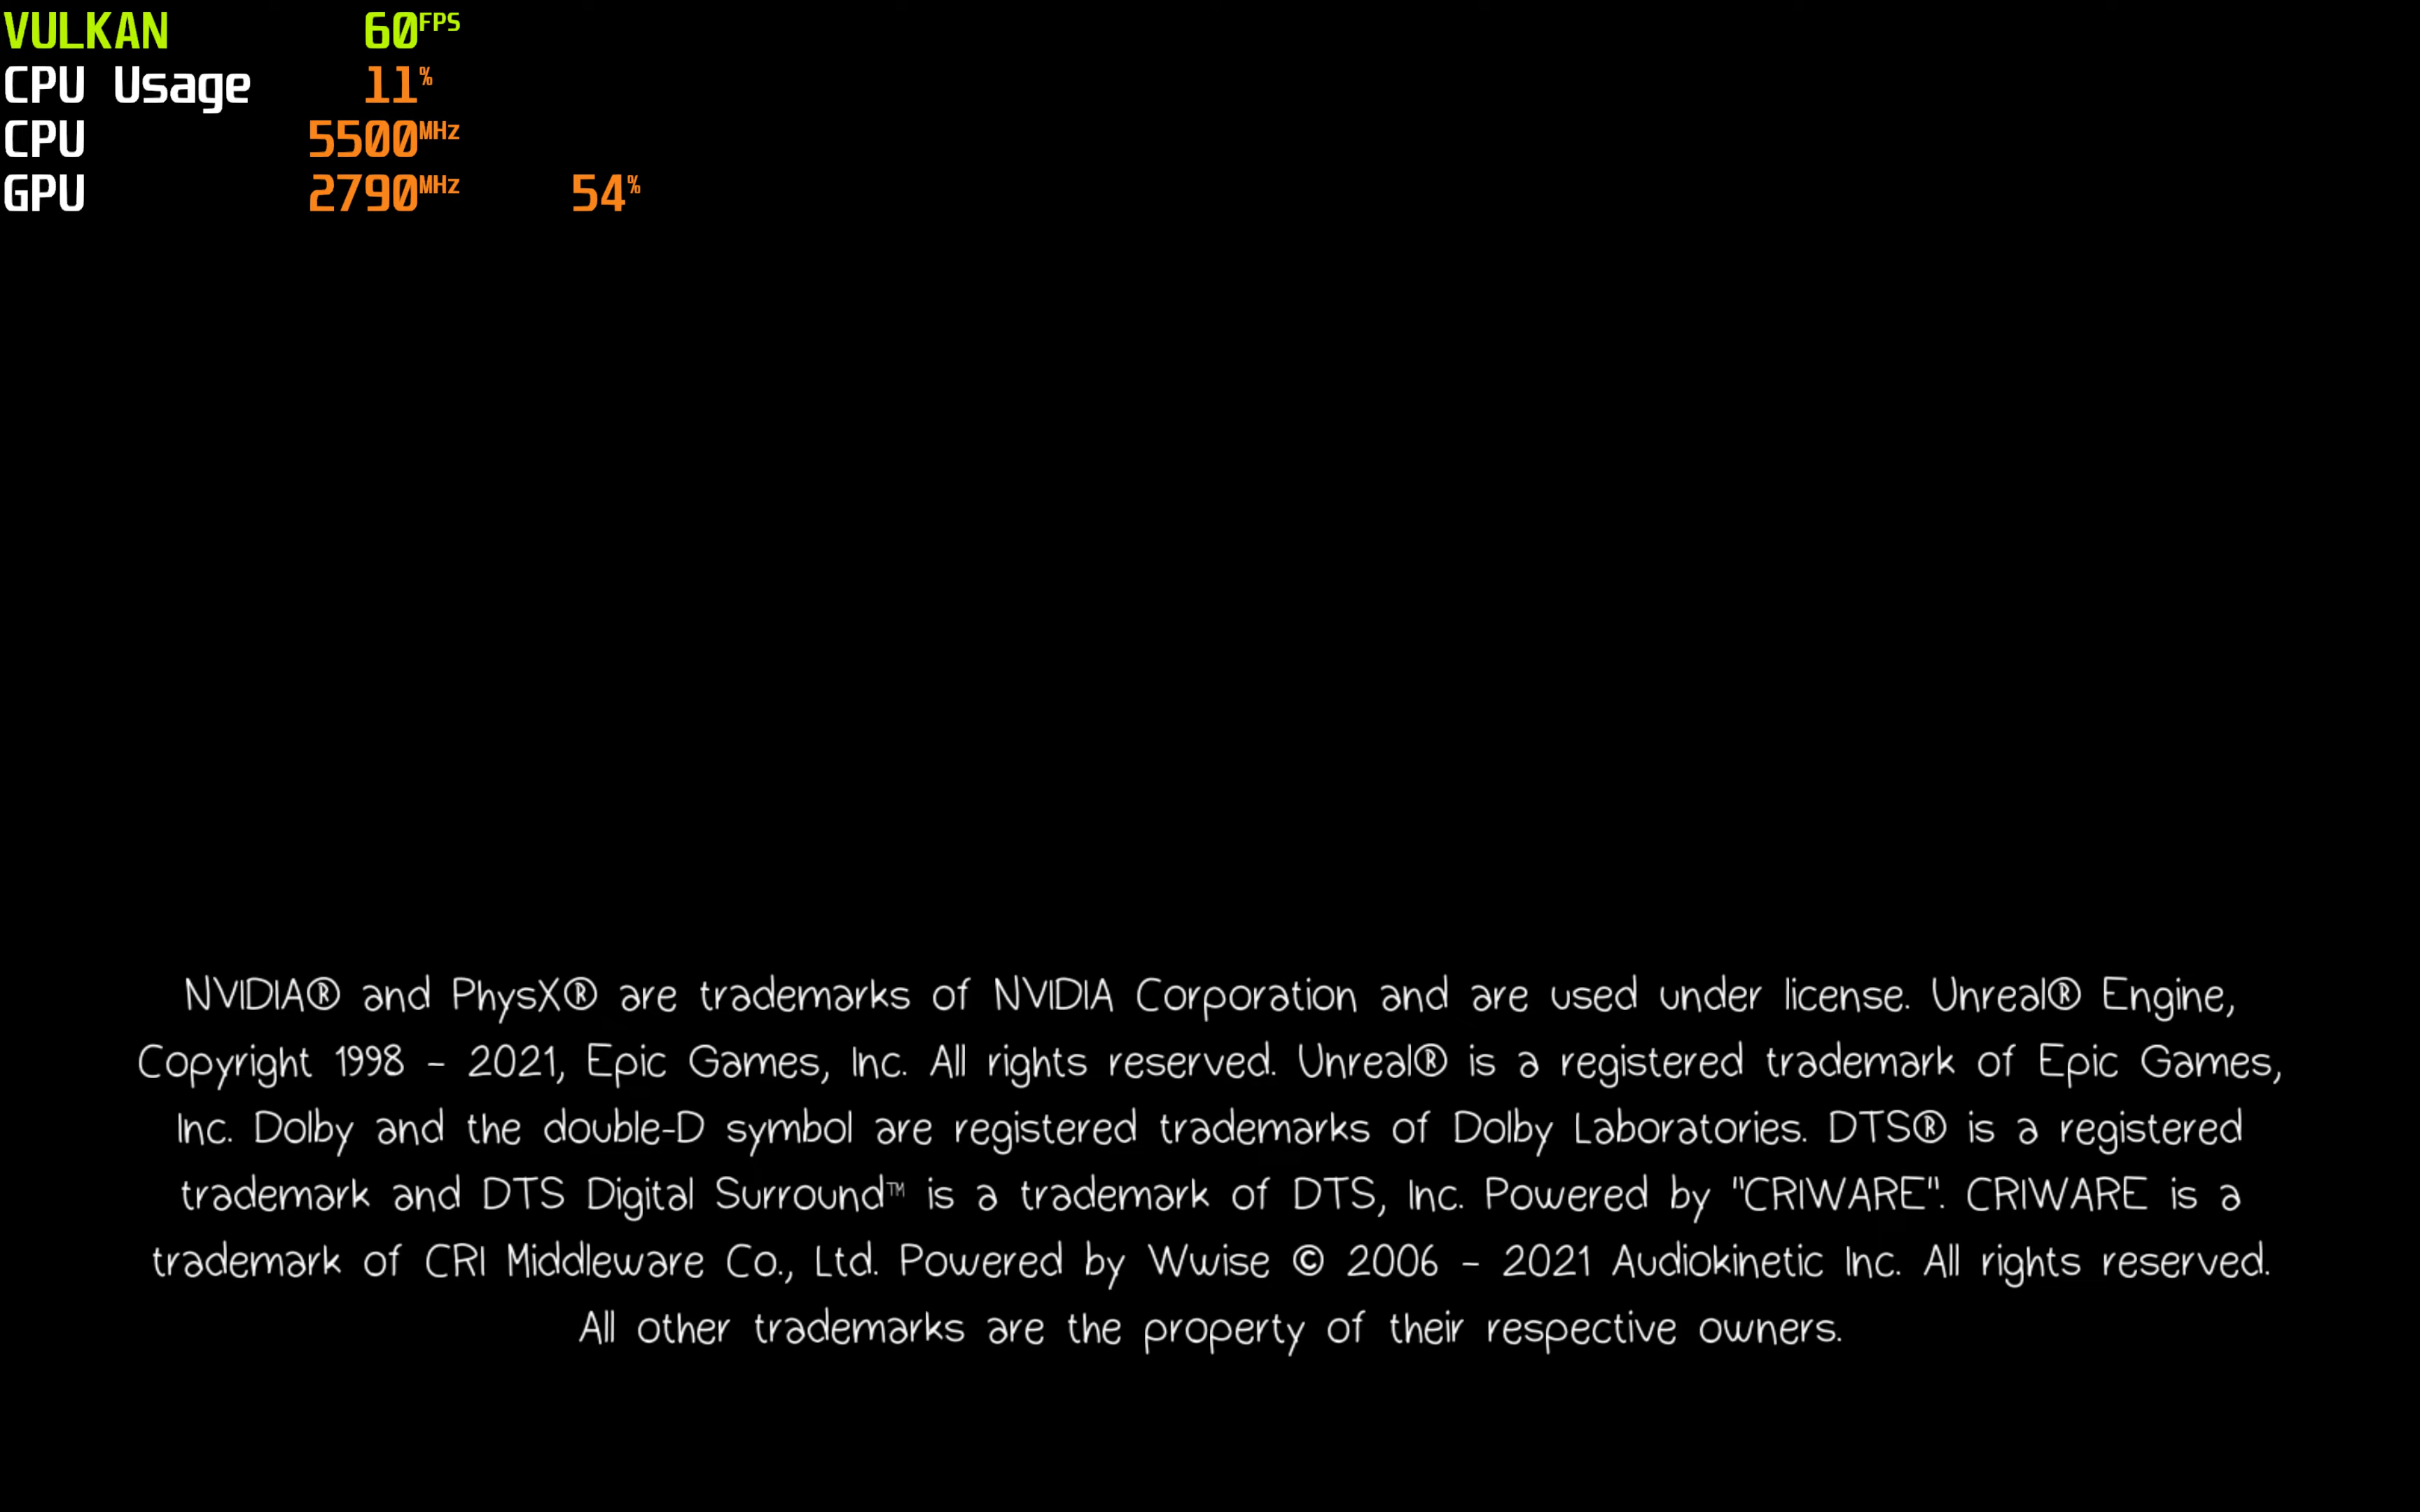 VULKAN 60FPS
CPU Usage 11%
CPU 5500MHz
GPU 2790MHz 54%
NVIDIA® and PhysX® are trademarks of NVIDIA Corporation and are used under license. Unreal® Engine,
Copyright 1998 - 2021, Epic Games, Inc. All rights reserved. Unreal® is a registered trademark of Epic Games,
Inc. Dolby and the double-D symbol are registered trademarks of Dolby Laboratories. DTS® is a registered
trademark and DTS Digital Surround™ is a trademark of DTS, Inc. Powered by "CRIWARE". CRIWARE is a
trademark of CRI Middleware Co., Ltd. Powered by Wwise © 2006 - 2021 Audiokinetic Inc. All rights reserved.
All other trademarks are the property of their respective owners.